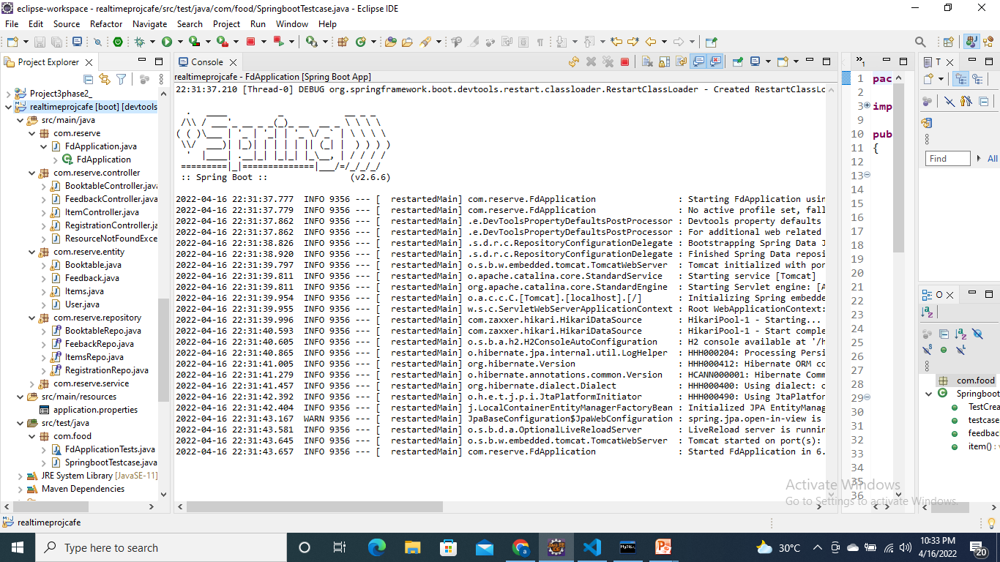 eclipse-workspace - realtimeprojcafe/src/test/java/com/food/SpringbootTestcase.java - Eclipse IDE
File Edit Source Refactor Navigate Search Project Run Window Help
Project Explorer
Project3phase2_
realtimeprojcafe [boot] [devtools
src/main/java
com.reserve
FdApplication.java
FdApplication
com.reserve.controller
BooktableController.java
FeedbackController.java
ItemController.java
RegistrationController.ja
ResourceNotFoundExce
com.reserve.entity
Booktable.java
Feedback.java
Items.java
User.java
com.reserve.repository
BooktableRepo.java
FeebackRepo.java
ItemsRepo.java
RegistrationRepo.java
com.reserve.service
src/main/resources
application.properties
src/test/java
com.food
FdApplicationTests.java
SpringbootTestcase.java
JRE System Library [JavaSE-11]
Maven Dependencies
Console
realtimeprojcafe - FdApplication [Spring Boot App]
22:31:37.210 [Thread-0] DEBUG org.springframework.boot.devtools.restart.classloader.RestartClassLoader - Created RestartClassLo
  .   ____          _            __ _ _
 /\\ / ___'_ __ _ _(_)_ __  __ _ \ \ \ \
( ( )\___ | '_ | '_| | '_ \/ _` | \ \ \ \
 \\/  ___)| |_)| | | | | || (_| |  ) ) ) )
  '  |____| .__|_| |_|_| |_\__, | / / / /
 =========|_|==============|___/=/_/_/_/
 :: Spring Boot ::                (v2.6.6)
2022-04-16 22:31:37.777  INFO 9356 --- [  restartedMain] com.reserve.FdApplication                : Starting FdApplication usin
2022-04-16 22:31:37.779  INFO 9356 --- [  restartedMain] com.reserve.FdApplication                : No active profile set, fall
2022-04-16 22:31:37.862  INFO 9356 --- [  restartedMain] .e.DevToolsPropertyDefaultsPostProcessor : Devtools property defaults
2022-04-16 22:31:37.862  INFO 9356 --- [  restartedMain] .e.DevToolsPropertyDefaultsPostProcessor : For additional web related
2022-04-16 22:31:38.826  INFO 9356 --- [  restartedMain] .s.d.r.c.RepositoryConfigurationDelegate : Bootstrapping Spring Data J
2022-04-16 22:31:38.920  INFO 9356 --- [  restartedMain] .s.d.r.c.RepositoryConfigurationDelegate : Finished Spring Data reposi
2022-04-16 22:31:39.797  INFO 9356 --- [  restartedMain] o.s.b.w.embedded.tomcat.TomcatWebServer  : Tomcat initialized with por
2022-04-16 22:31:39.811  INFO 9356 --- [  restartedMain] o.apache.catalina.core.StandardService   : Starting service [Tomcat]
2022-04-16 22:31:39.811  INFO 9356 --- [  restartedMain] org.apache.catalina.core.StandardEngine  : Starting Servlet engine: [A
2022-04-16 22:31:39.954  INFO 9356 --- [  restartedMain] o.a.c.c.C.[Tomcat].[localhost].[/]       : Initializing Spring embedde
2022-04-16 22:31:39.955  INFO 9356 --- [  restartedMain] w.s.c.ServletWebServerApplicationContext : Root WebApplicationContext:
2022-04-16 22:31:39.996  INFO 9356 --- [  restartedMain] com.zaxxer.hikari.HikariDataSource       : HikariPool-1 - Starting...
2022-04-16 22:31:40.593  INFO 9356 --- [  restartedMain] com.zaxxer.hikari.HikariDataSource       : HikariPool-1 - Start comple
2022-04-16 22:31:40.605  INFO 9356 --- [  restartedMain] o.s.b.a.h2.H2ConsoleAutoConfiguration    : H2 console available at '/h
2022-04-16 22:31:40.865  INFO 9356 --- [  restartedMain] o.hibernate.jpa.internal.util.LogHelper  : HHH000204: Processing Persi
2022-04-16 22:31:41.005  INFO 9356 --- [  restartedMain] org.hibernate.Version                    : HHH000412: Hibernate ORM co
2022-04-16 22:31:41.279  INFO 9356 --- [  restartedMain] o.hibernate.annotations.common.Version   : HCANN000001: Hibernate Comm
2022-04-16 22:31:41.457  INFO 9356 --- [  restartedMain] org.hibernate.dialect.Dialect            : HHH000400: Using dialect: o
2022-04-16 22:31:42.392  INFO 9356 --- [  restartedMain] o.h.e.t.j.p.i.JtaPlatformInitiator       : HHH000490: Using JtaPlatfor
2022-04-16 22:31:42.404  INFO 9356 --- [  restartedMain] j.LocalContainerEntityManagerFactoryBean : Initialized JPA EntityManag
2022-04-16 22:31:43.167  WARN 9356 --- [  restartedMain] JpaBaseConfiguration$JpaWebConfiguration : spring.jpa.open-in-view is
2022-04-16 22:31:43.581  INFO 9356 --- [  restartedMain] o.s.b.d.a.OptionalLiveReloadServer       : LiveReload server is runnin
2022-04-16 22:31:43.645  INFO 9356 --- [  restartedMain] o.s.b.w.embedded.tomcat.TomcatWebServer  : Tomcat started on port(s):
2022-04-16 22:31:43.657  INFO 9356 --- [  restartedMain] com.reserve.FdApplication                : Started FdApplication in 6.
1 pac
2
3 imp
9
10 pub
11 {
12
13
14
15
16
17
18
19
20
21
22
23
24
25
26
27
28
29
30
31
32
33
34
35
36
T
Find
All
O
com.food
Springboot
TestCrea
testcase
feedbac
item() : v
Activate Windows
Go to Settings to activate Windows.
realtimeprojcafe
Type here to search
30°C
10:33 PM
4/16/2022
20